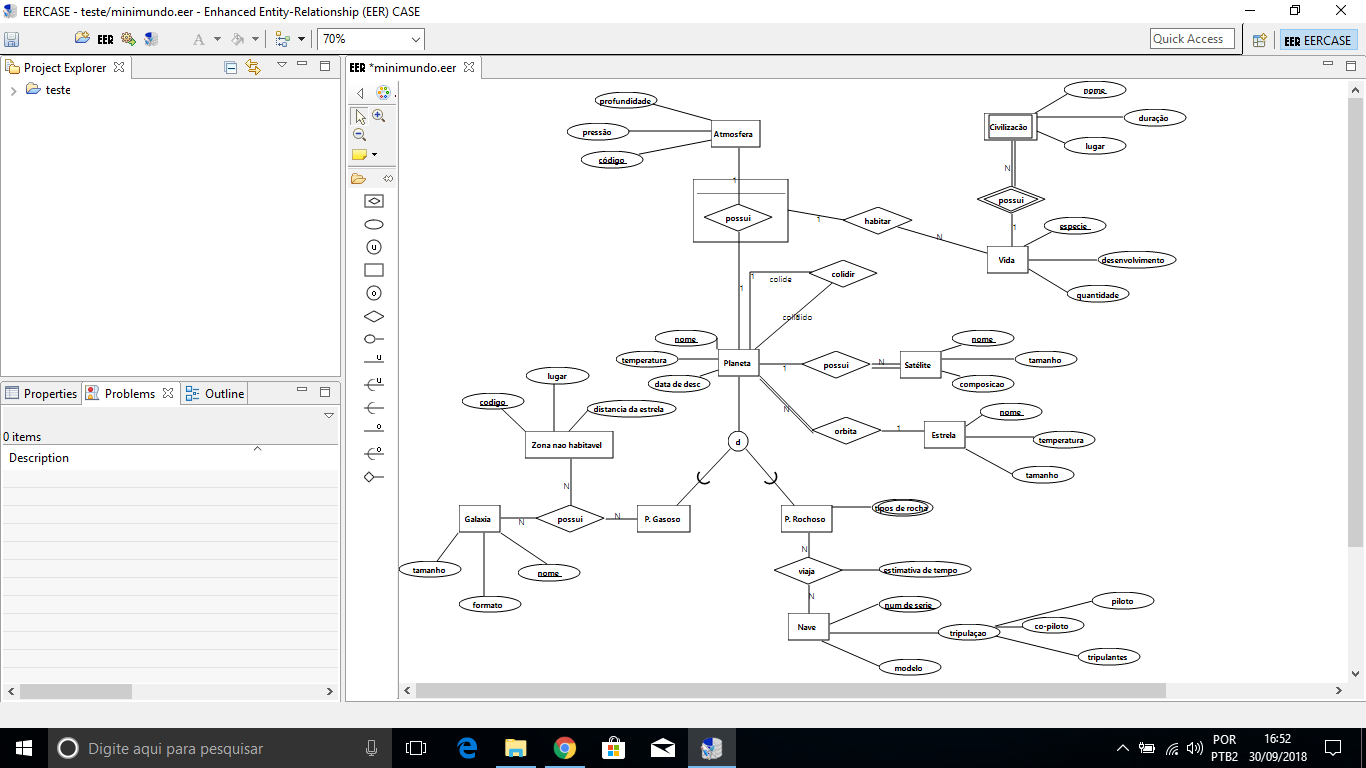 EERCASE - teste/minimundo.eer - Enhanced Entity-Relationship (EER) CASE
EER
A
70%
Quick Access
EER EERCASE
Project Explorer
EER *minimundo.eer
teste
Properties
Problems
Outline
0 items
Description
u
o
u
u
o
o
profundidade
pressão
código
Atmosfera
1
possui
1
habitar
N
nome
Civilizacão
duração
lugar
N
possui
1
especie
Vida
desenvolvimento
quantidade
1
colide
colidir
1
colidido
nome
temperatura
Planeta
data de desc
1
possui
N
Satélite
nome
tamanho
composicao
N
orbita
1
Estrela
nome
temperatura
tamanho
lugar
codigo
distancia da estrela
Zona nao habitavel
d
N
Galaxia
N
possui
N
P. Gasoso
P. Rochoso
tipos de rocha
tamanho
nome
formato
N
viaja
estimativa de tempo
N
num de serie
Nave
tripulaçao
piloto
co-piloto
tripulantes
modelo
Digite aqui para pesquisar
POR
PTB2
16:52
30/09/2018